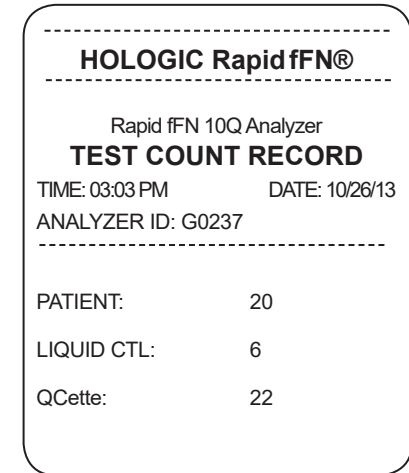 HOLOGIC Rapid fFN®
Rapid fFN 10Q Analyzer
TEST COUNT RECORD
TIME: 03:03 PM DATE: 10/26/13
ANALYZER ID: G0237
PATIENT: 20
LIQUID CTL: 6
QCette: 22